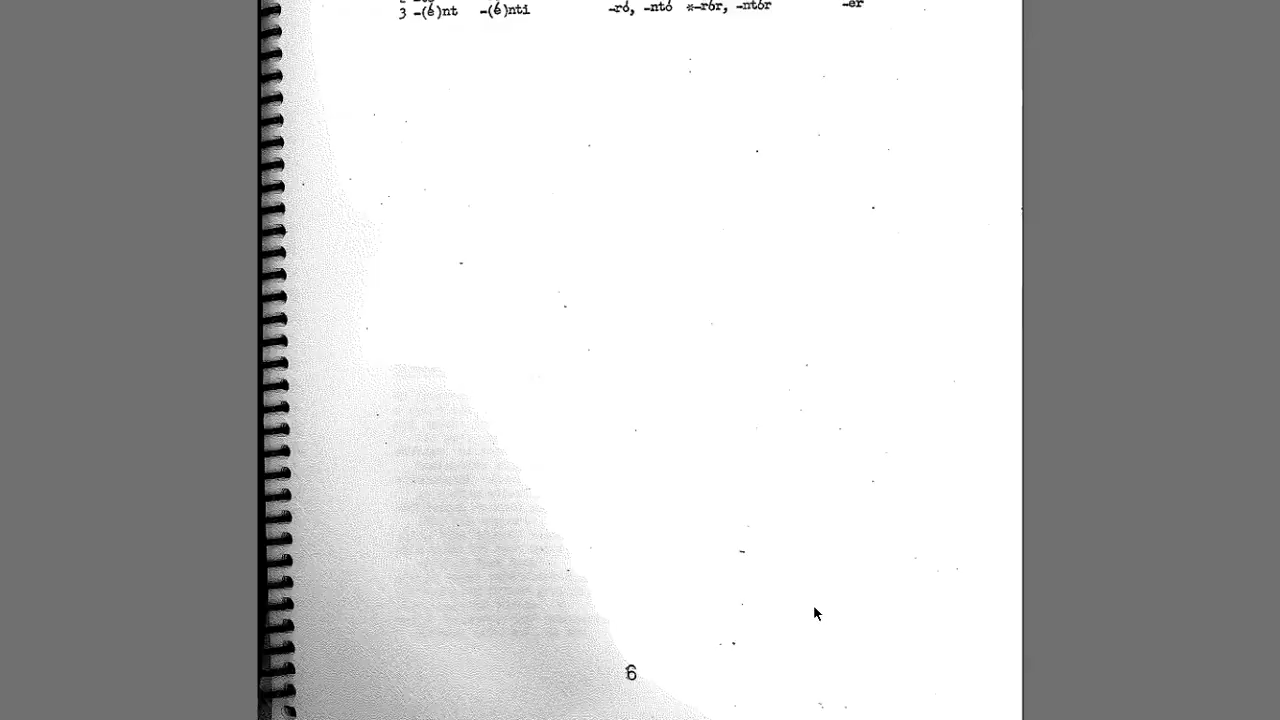 3 -(é)nt -(é)nti -ró, -ntó *-rór, -ntór -er
6